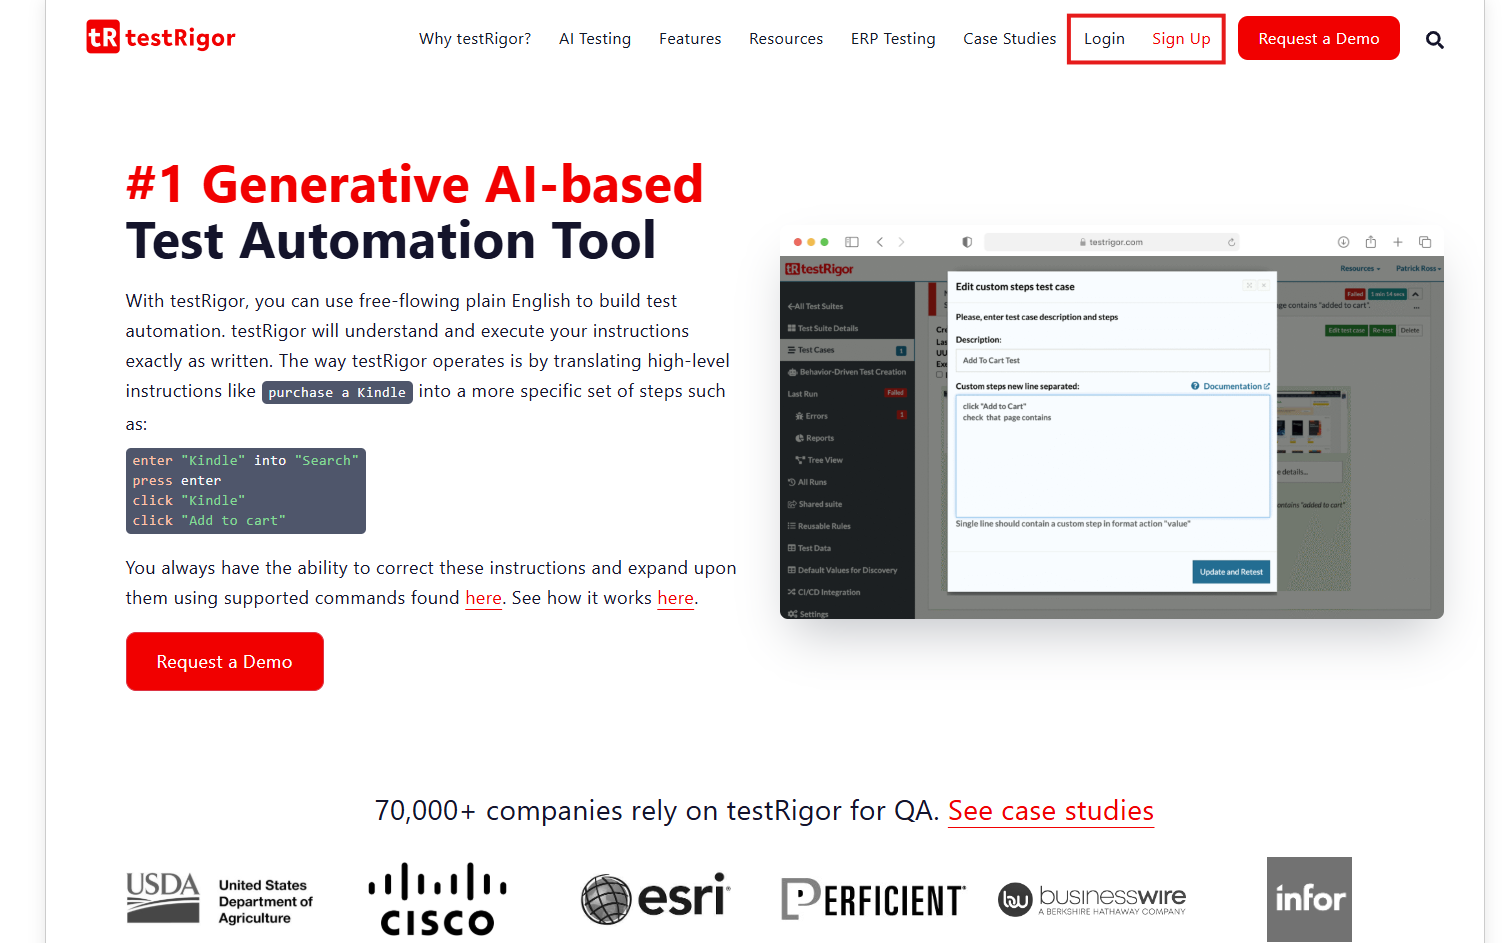 tR testRigor
Why testRigor? AI Testing Features Resources ERP Testing Case Studies Login Sign Up Request a Demo
#1 Generative AI-based
Test Automation Tool
With testRigor, you can use free-flowing plain English to build test
automation. testRigor will understand and execute your instructions
exactly as written. The way testRigor operates is by translating high-level
instructions like purchase a Kindle into a more specific set of steps such
as:
enter "Kindle" into "Search"
press enter
click "Kindle"
click "Add to cart"
You always have the ability to correct these instructions and expand upon
them using supported commands found here. See how it works here.
Request a Demo
testrigor.com
tR testRigor
Resources
Patrick Ross
All Test Suites
Test Suite Details
Test Cases 1
Behavior-Driven Test Creation
Last Run Failed
Errors 1
Reports
Tree View
All Runs
Shared suite
Reusable Rules
Test Data
Default Values for Discovery
CI/CD Integration
Settings
Edit custom steps test case
Please, enter test case description and steps
Description:
Add To Cart Test
Custom steps new line separated:
Documentation
click "Add to Cart"
check that page contains
Single line should contain a custom step in format action "value"
Update and Retest
Failed 1 min 14 secs
page contains "added to cart".
Edit test case Re-test Delete
details...
"added to cart"
70,000+ companies rely on testRigor for QA. See case studies
USDA United States
Department of
Agriculture
CISCO
esri
PERFICIENT
bw businesswire
A BERKSHIRE HATHAWAY COMPANY
infor